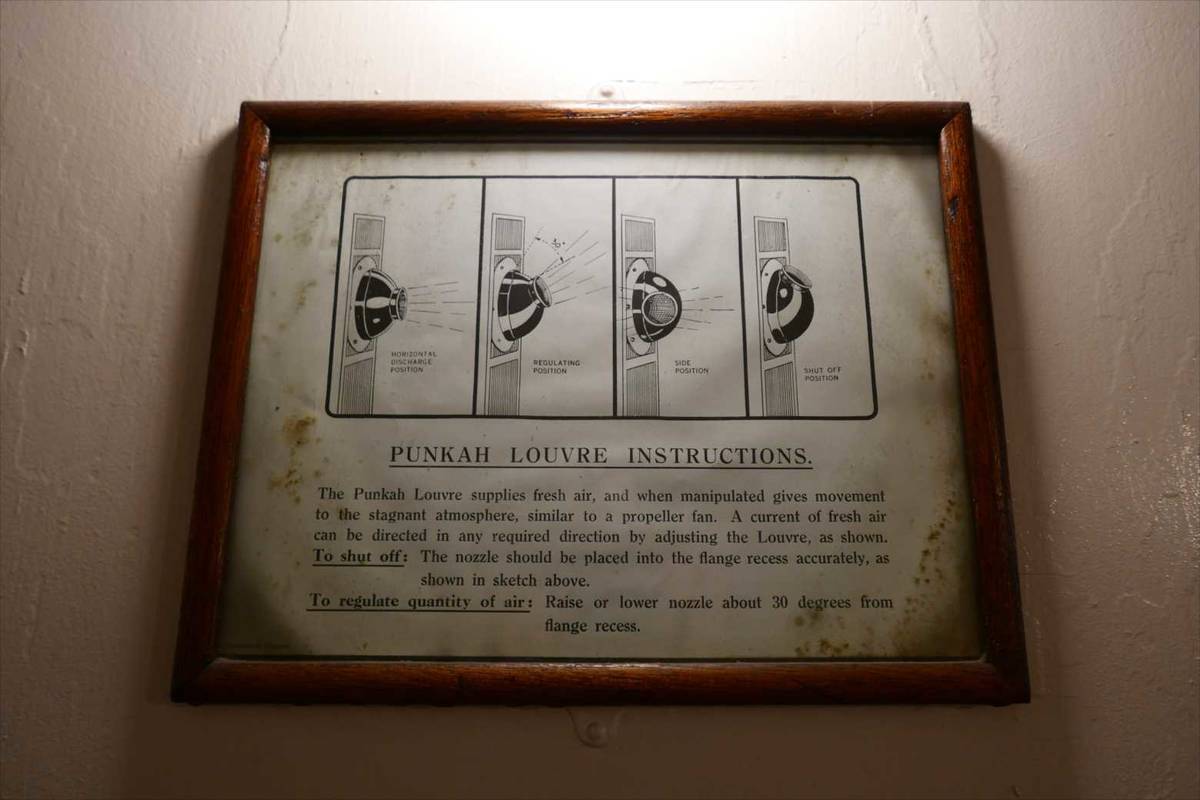 30°
HORIZONTAL
DISCHARGE
POSITION
REGULATING
POSITION
SIDE
POSITION
SHUT OFF
POSITION
PUNKAH LOUVRE INSTRUCTIONS.
The Punkah Louvre supplies fresh air, and when manipulated gives movement
to the stagnant atmosphere, similar to a propeller fan. A current of fresh air
can be directed in any required direction by adjusting the Louvre, as shown.
To shut off: The nozzle should be placed into the flange recess accurately, as
shown in sketch above.
To regulate quantity of air: Raise or lower nozzle about 30 degrees from
flange recess.